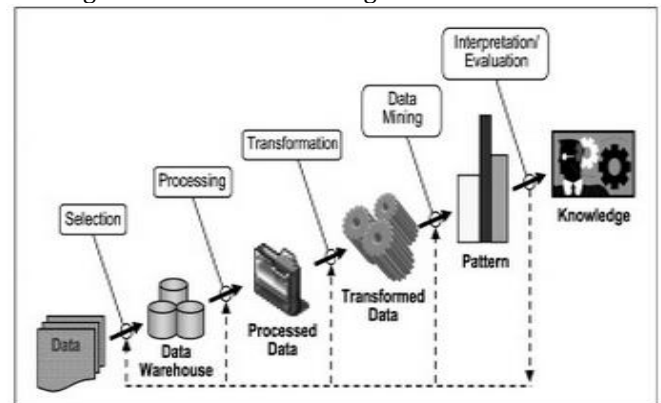 Interpretation/
Evaluation
Data
Mining
Transformation
Processing
Selection
Knowledge
Pattern
Transformed
Data
Processed
Data
Data
Warehouse
Data